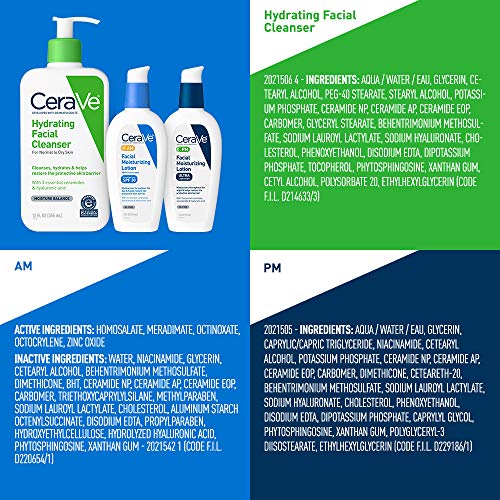 CeraVe
DEVELOPED WITH DERMATOLOGISTS
Hydrating
Facial
Cleanser
For Normal to Dry Skin
Cleanses, hydrates & helps
restore the protective skin barrier
With 3 essential ceramides
& hyaluronic acid
MOISTURE BALANCE
12 FL OZ (355 mL)
CeraVe
AM
Facial
Moisturizing
Lotion
SPF 30
CeraVe
PM
Facial
Moisturizing
Lotion
ULTRA
Hydrating Facial
Cleanser
2021506 4 - INGREDIENTS: AQUA / WATER / EAU, GLYCERIN, CE-
TEARYL ALCOHOL, PEG-40 STEARATE, STEARYL ALCOHOL, POTASSI-
UM PHOSPHATE, CERAMIDE NP, CERAMIDE AP, CERAMIDE EOP,
CARBOMER, GLYCERYL STEARATE, BEHENTRIMONIUM METHOSUL-
FATE, SODIUM LAUROYL LACTYLATE, SODIUM HYALURONATE, CHO-
LESTEROL, PHENOXYETHANOL, DISODIUM EDTA, DIPOTASSIUM
PHOSPHATE, TOCOPHEROL, PHYTOSPHINGOSINE, XANTHAN GUM,
CETYL ALCOHOL, POLYSORBATE 20, ETHYLHEXYLGLYCERIN (CODE
F.I.L. D214633/3)
AM
ACTIVE INGREDIENTS: HOMOSALATE, MERADIMATE, OCTINOXATE,
OCTOCRYLENE, ZINC OXIDE
INACTIVE INGREDIENTS: WATER, NIACINAMIDE, GLYCERIN,
CETEARYL ALCOHOL, BEHENTRIMONIUM METHOSULFATE,
DIMETHICONE, BHT, CERAMIDE NP, CERAMIDE AP, CERAMIDE EOP,
CARBOMER, TRIETHOXYCAPRYLYLSILANE, METHYLPARABEN,
SODIUM LAUROYL LACTYLATE, CHOLESTEROL, ALUMINUM STARCH
OCTENYLSUCCINATE, DISODIUM EDTA, PROPYLPARABEN,
HYDROXYETHYLCELLULOSE, HYDROLYZED HYALURONIC ACID,
PHYTOSPHINGOSINE, XANTHAN GUM - 2021542 1 (CODE F.I.L.
D220654/1)
PM
2021505 - INGREDIENTS: AQUA / WATER / EAU, GLYCERIN,
CAPRYLIC/CAPRIC TRIGLYCERIDE, NIACINAMIDE, CETEARYL
ALCOHOL, POTASSIUM PHOSPHATE, CERAMIDE NP, CERAMIDE AP,
CERAMIDE EOP, CARBOMER, DIMETHICONE, CETEARETH-20,
BEHENTRIMONIUM METHOSULFATE, SODIUM LAUROYL LACTYLATE,
SODIUM HYALURONATE, CHOLESTEROL, PHENOXYETHANOL,
DISODIUM EDTA, DIPOTASSIUM PHOSPHATE, CAPRYLYL GLYCOL,
PHYTOSPHINGOSINE, XANTHAN GUM, POLYGLYCERYL-3
DIISOSTEARATE, ETHYLHEXYLGLYCERIN (CODE F.I.L. D229186/1)